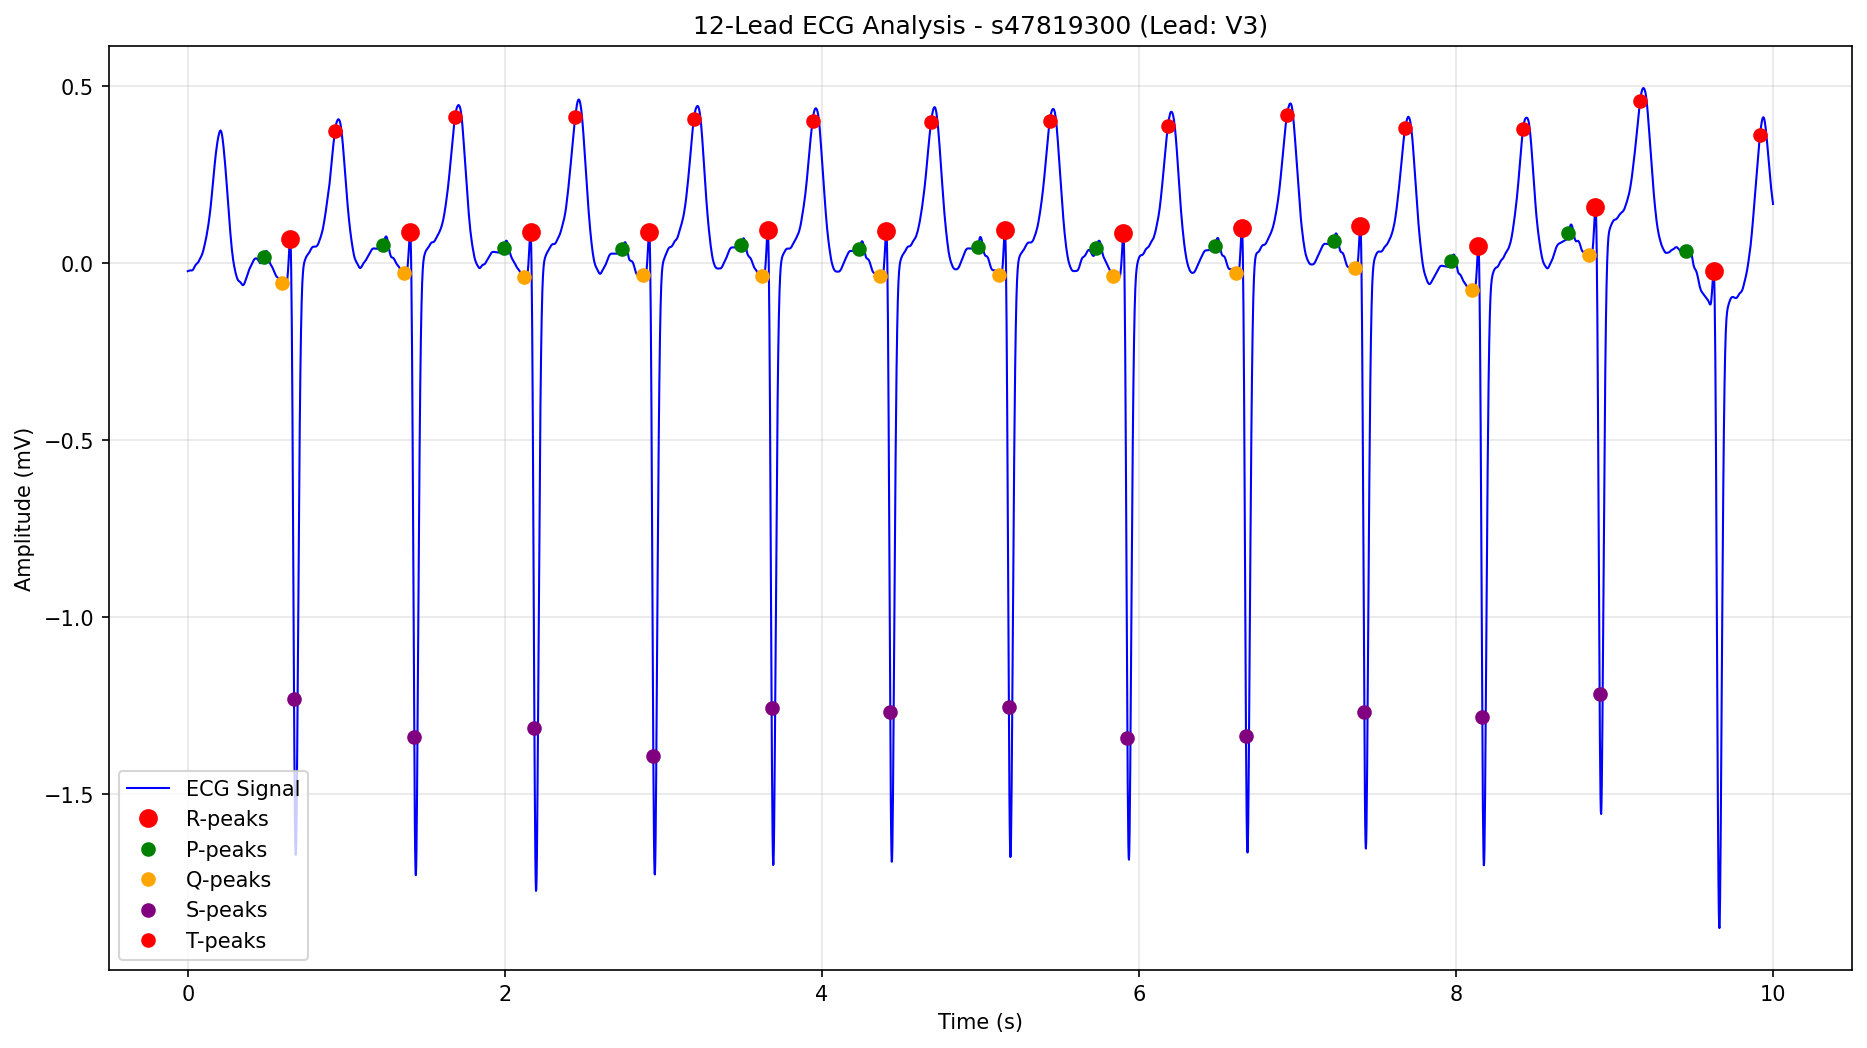 12-Lead ECG Analysis - s47819300 (Lead: V3)
Amplitude (mV)
0.5
0.0
−0.5
−1.0
−1.5
ECG Signal
R-peaks
P-peaks
Q-peaks
S-peaks
T-peaks
0 2 4 6 8 10
Time (s)